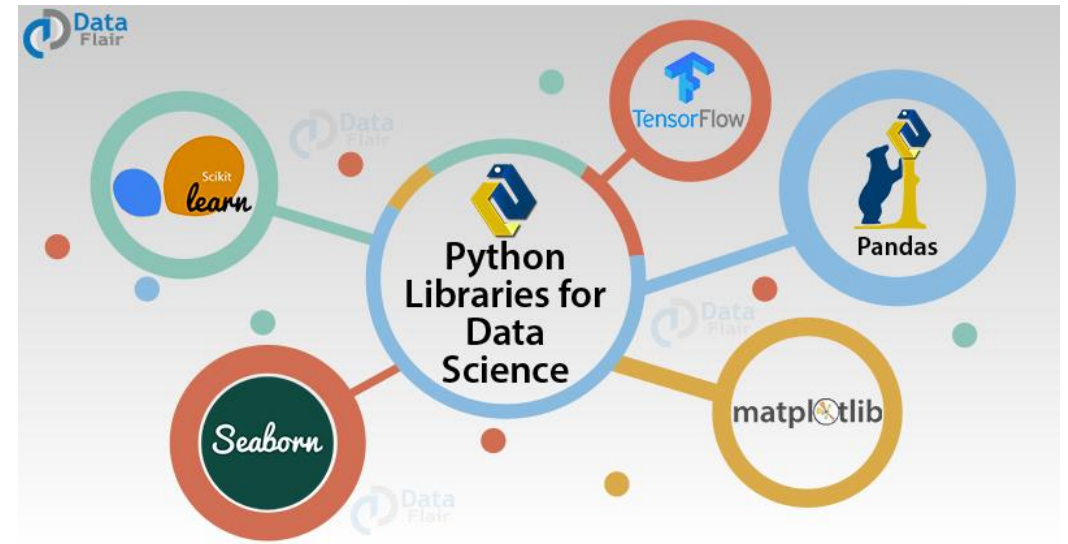 Data
Flair
TensorFlow
Scikit
learn
Data
Flair
Pandas
Python
Libraries for
Data
Science
Data
Flair
matplotlib
Seaborn
Data
Flair